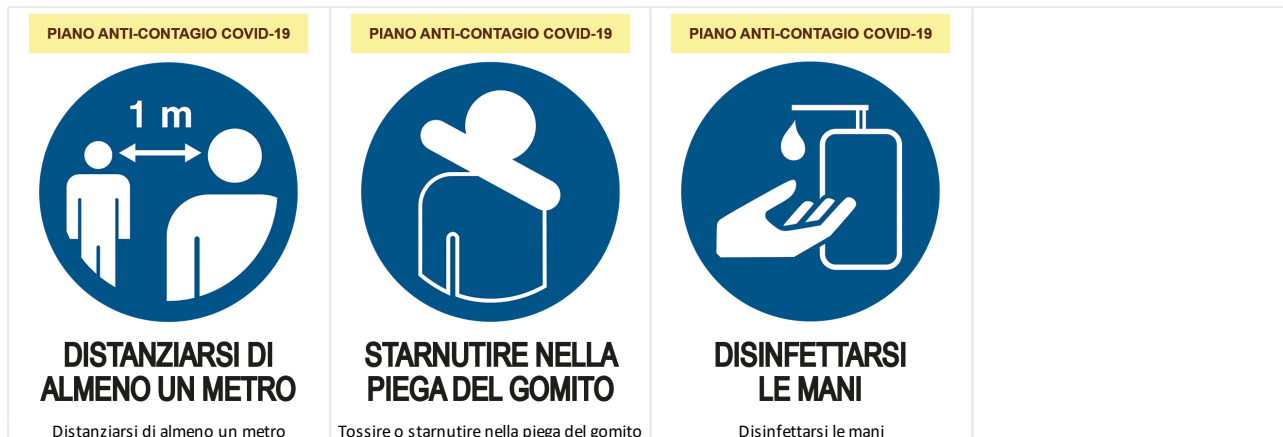 PIANO ANTI-CONTAGIO COVID-19
1 m
DISTANZIARSI DI
ALMENO UN METRO
Distanziarsi di almeno un metro
PIANO ANTI-CONTAGIO COVID-19
STARNUTIRE NELLA
PIEGA DEL GOMITO
Tossire o starnutire nella piega del gomito
PIANO ANTI-CONTAGIO COVID-19
DISINFETTARSI
LE MANI
Disinfettarsi le mani